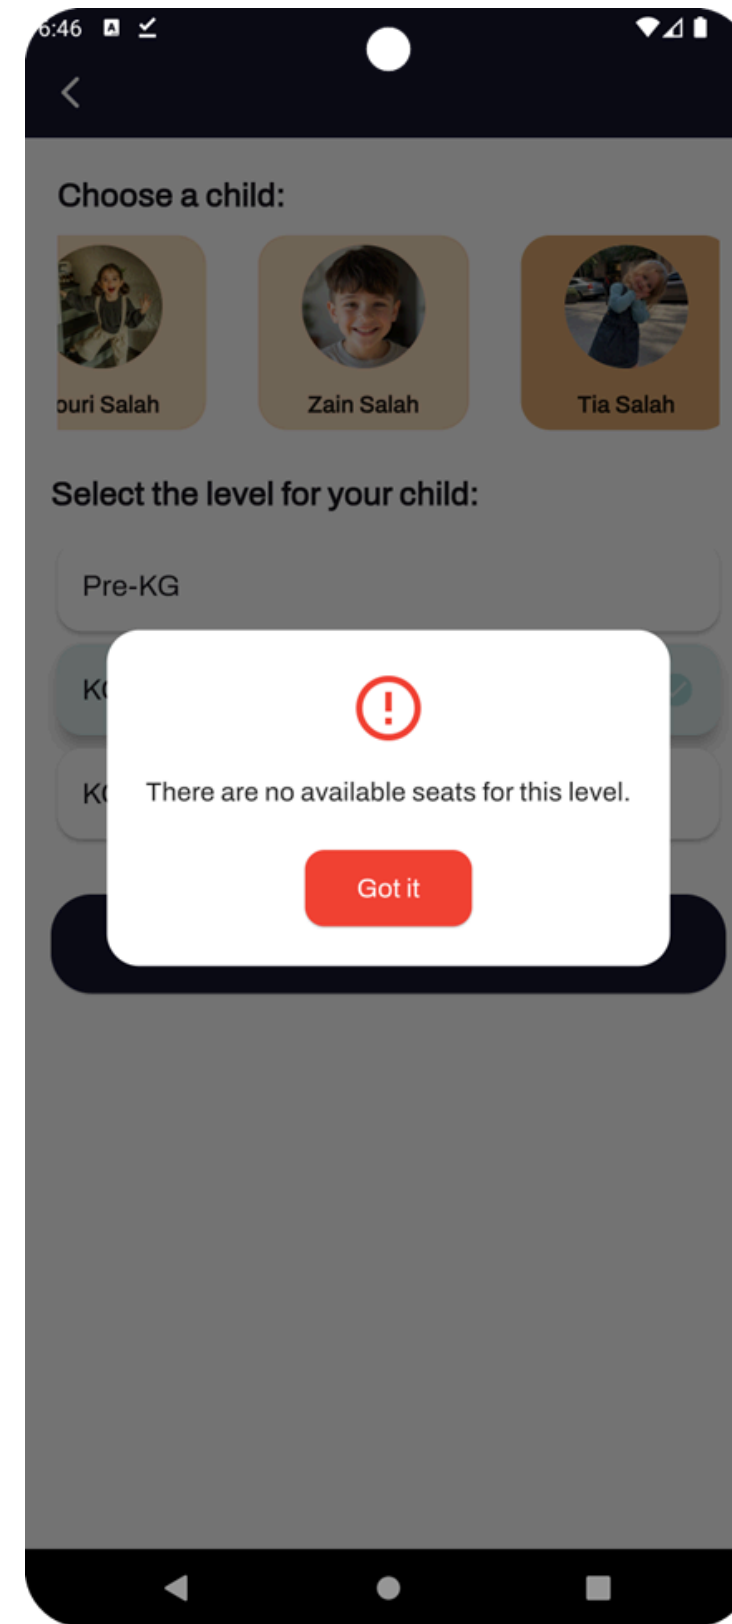 6:46
Choose a child:
ouri Salah
Zain Salah
Tia Salah
Select the level for your child:
Pre-KG
There are no available seats for this level.
Got it